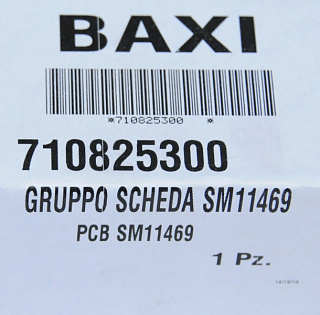 BAXI
*710825300 *
710825300
GRUPPO SCHEDA SM11469
PCB SM11469
1 Pz.